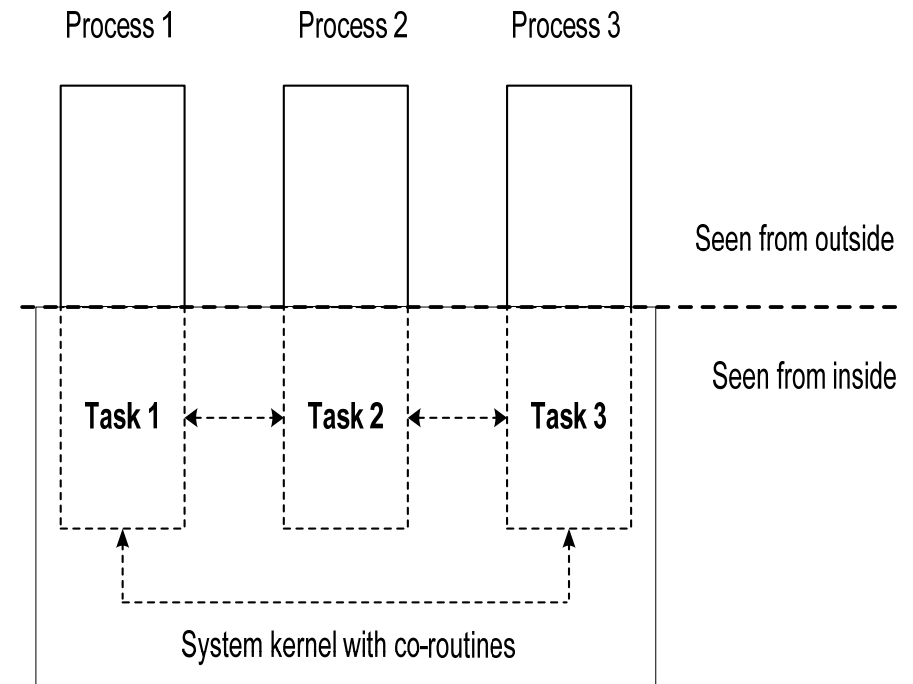 Process 1
Process 2
Process 3
Seen from outside
Seen from inside
Task 1
Task 2
Task 3
System kernel with co-routines